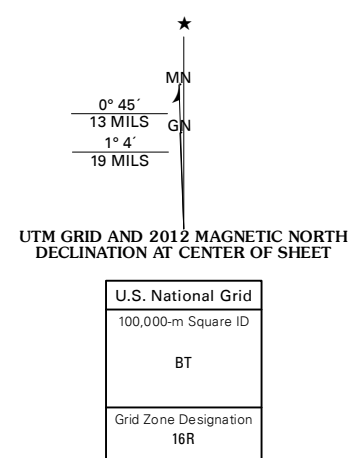 ★
MN
0° 45´
13 MILS
GN
1° 4´
19 MILS
UTM GRID AND 2012 MAGNETIC NORTH
DECLINATION AT CENTER OF SHEET
U.S. National Grid
100,000-m Square ID
BT
Grid Zone Designation
16R